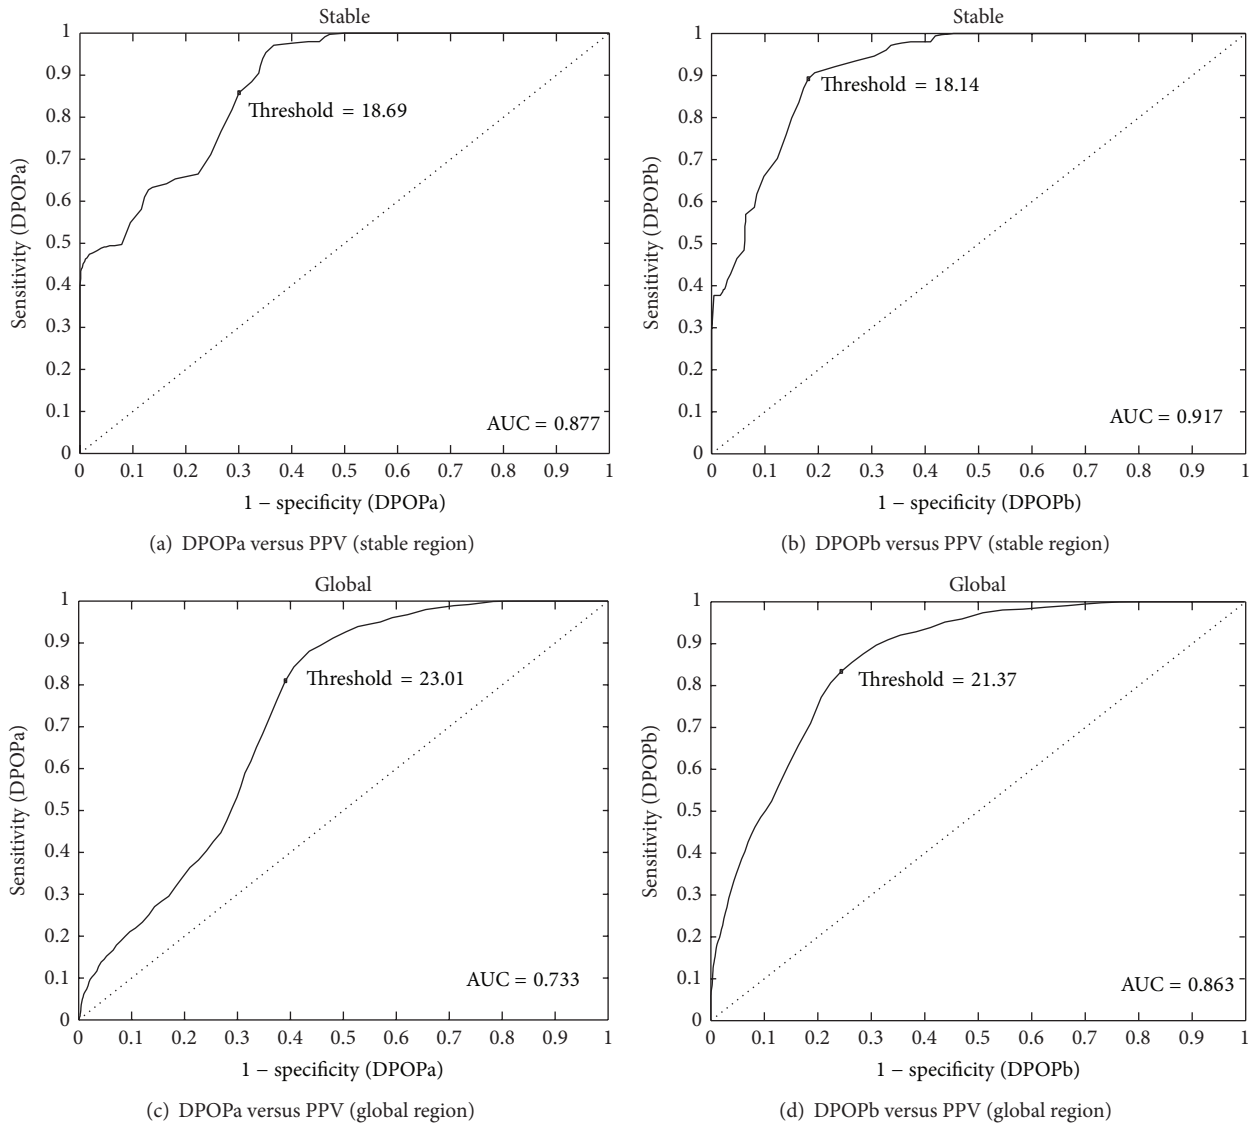 Stable
1
0.9
0.8
0.7
0.6
0.5
0.4
0.3
0.2
0.1
0
Sensitivity (DPOPa)
Threshold = 18.69
AUC = 0.877
0 0.1 0.2 0.3 0.4 0.5 0.6 0.7 0.8 0.9 1
1 − specificity (DPOPa)
(a) DPOPa versus PPV (stable region)
Stable
1
0.9
0.8
0.7
0.6
0.5
0.4
0.3
0.2
0.1
0
Sensitivity (DPOPb)
Threshold = 18.14
AUC = 0.917
0 0.1 0.2 0.3 0.4 0.5 0.6 0.7 0.8 0.9 1
1 − specificity (DPOPb)
(b) DPOPb versus PPV (stable region)
Global
1
0.9
0.8
0.7
0.6
0.5
0.4
0.3
0.2
0.1
0
Sensitivity (DPOPa)
Threshold = 23.01
AUC = 0.733
0 0.1 0.2 0.3 0.4 0.5 0.6 0.7 0.8 0.9 1
1 − specificity (DPOPa)
(c) DPOPa versus PPV (global region)
Global
1
0.9
0.8
0.7
0.6
0.5
0.4
0.3
0.2
0.1
0
Sensitivity (DPOPb)
Threshold = 21.37
AUC = 0.863
0 0.1 0.2 0.3 0.4 0.5 0.6 0.7 0.8 0.9 1
1 − specificity (DPOPb)
(d) DPOPb versus PPV (global region)